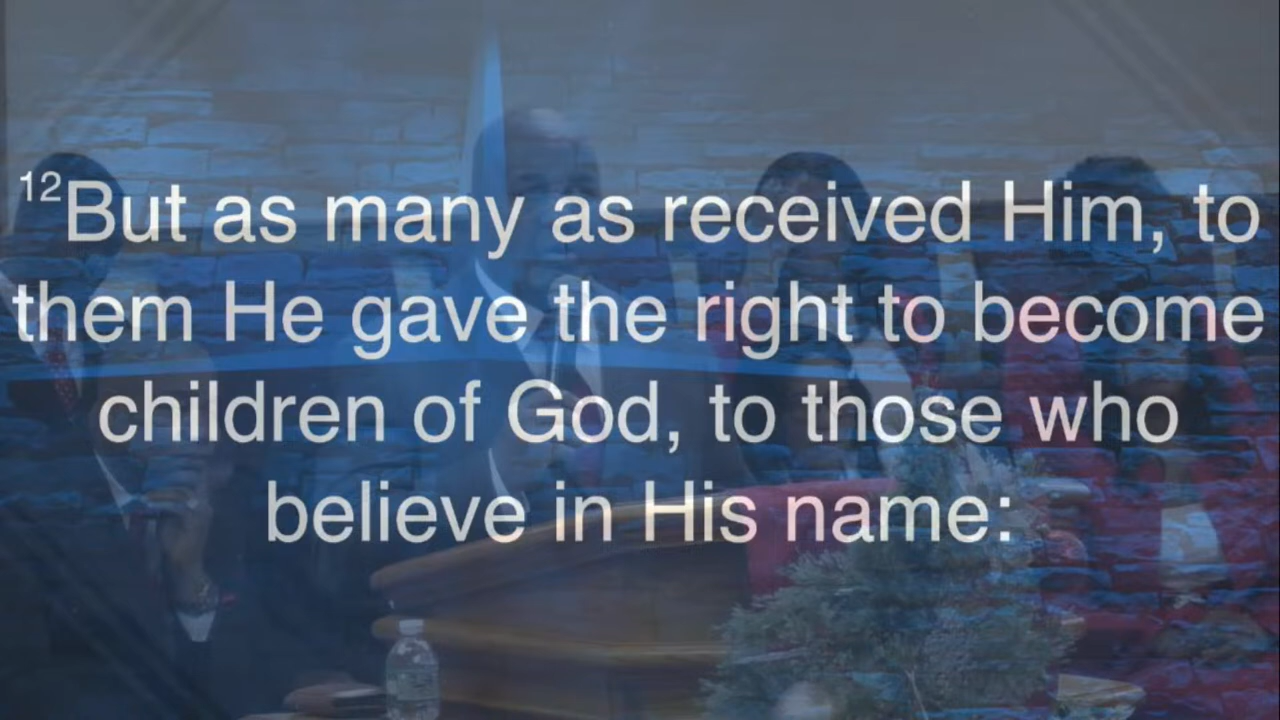 12But as many as received Him, to
them He gave the right to become
children of God, to those who
believe in His name: